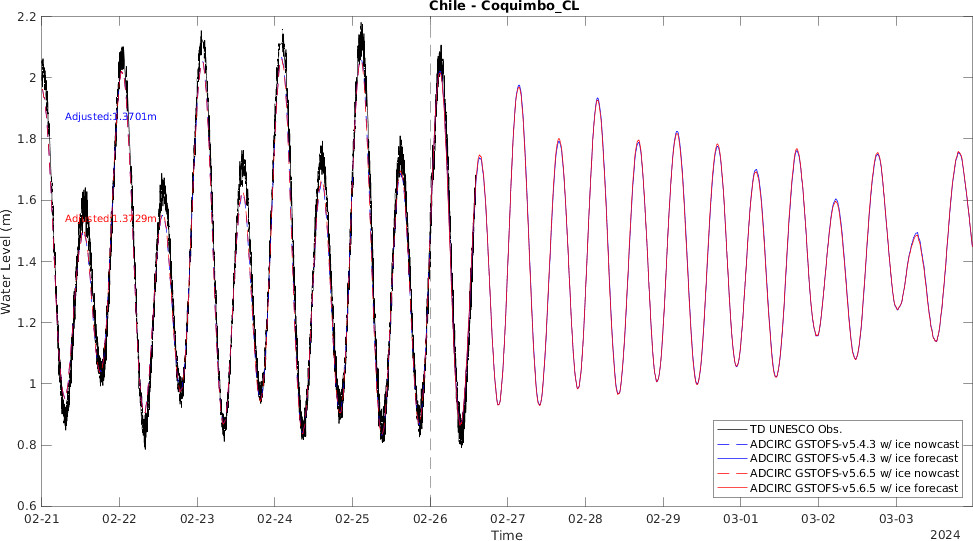 Chile - Coquimbo_CL
2.2
2
1.8
1.6
1.4
1.2
1
0.8
0.6
Water Level (m)
Adjusted:1.3701m
Adjusted:1.3729m
TD UNESCO Obs.
ADCIRC GSTOFS-v5.4.3 w/ ice nowcast
ADCIRC GSTOFS-v5.4.3 w/ ice forecast
ADCIRC GSTOFS-v5.6.5 w/ ice nowcast
ADCIRC GSTOFS-v5.6.5 w/ ice forecast
02-21 02-22 02-23 02-24 02-25 02-26 02-27 02-28 02-29 03-01 03-02 03-03
Time
2024